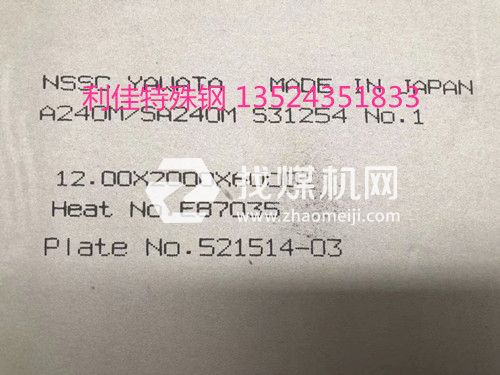 NSSC YAWATA MADE IN JAPAN
利佳特殊钢 13524351833
A240M/SA240M S31254 No.1
找煤机网
www.zhaomeiji.com
Heat No.E87035
Plate No.521514-03